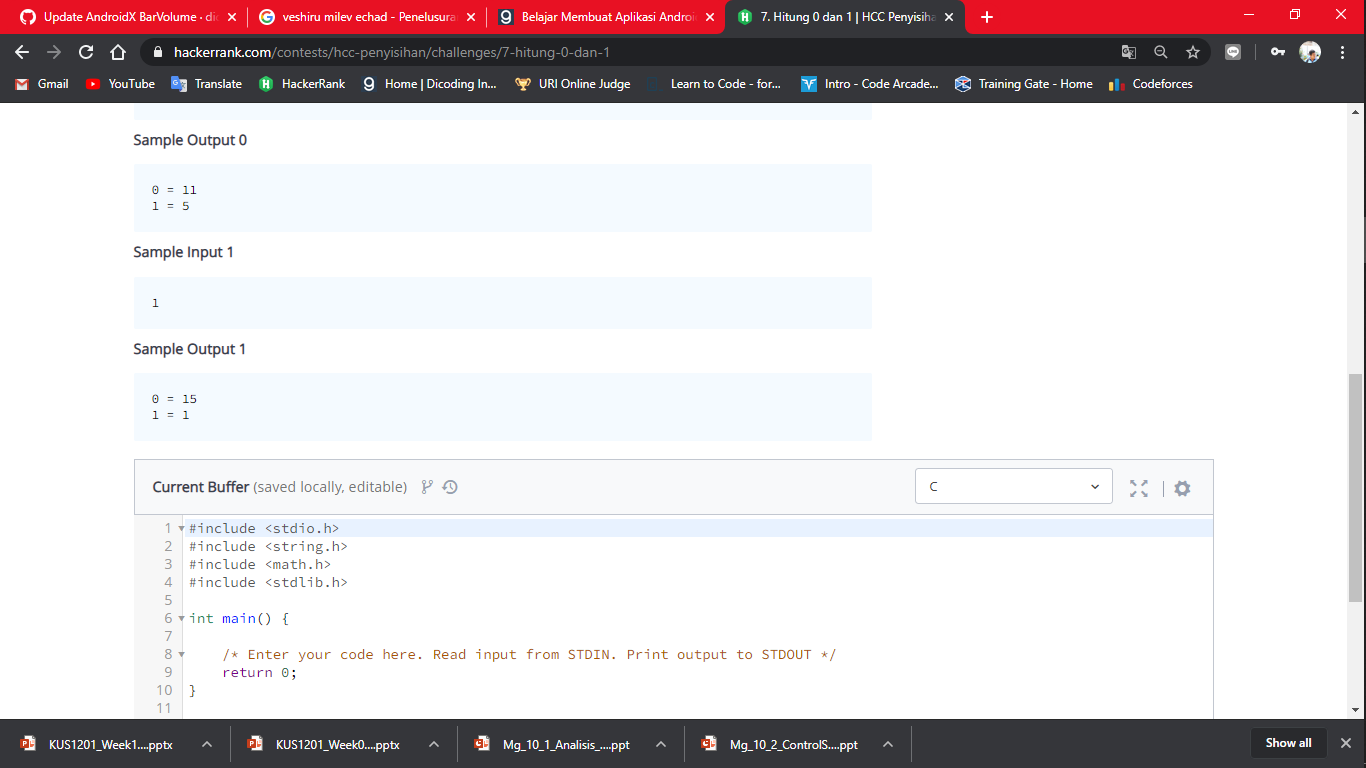 Update AndroidX BarVolume · dic
veshiru milev echad - Penelusura
Belajar Membuat Aplikasi Androi
7. Hitung 0 dan 1 | HCC Penyisiha
hackerrank.com/contests/hcc-penyisihan/challenges/7-hitung-0-dan-1
Gmail
YouTube
Translate
HackerRank
Home | Dicoding In...
URI Online Judge
Learn to Code - for...
Intro - Code Arcade...
Training Gate - Home
Codeforces
Sample Output 0
0 = 11
1 = 5
Sample Input 1
1
Sample Output 1
0 = 15
1 = 1
Current Buffer (saved locally, editable)
C
1 #include <stdio.h>
2 #include <string.h>
3 #include <math.h>
4 #include <stdlib.h>
5
6 int main() {
7
8 /* Enter your code here. Read input from STDIN. Print output to STDOUT */
9 return 0;
10 }
11
KUS1201_Week1....pptx
KUS1201_Week0....pptx
Mg_10_1_Analisis_....ppt
Mg_10_2_ControlS....ppt
Show all